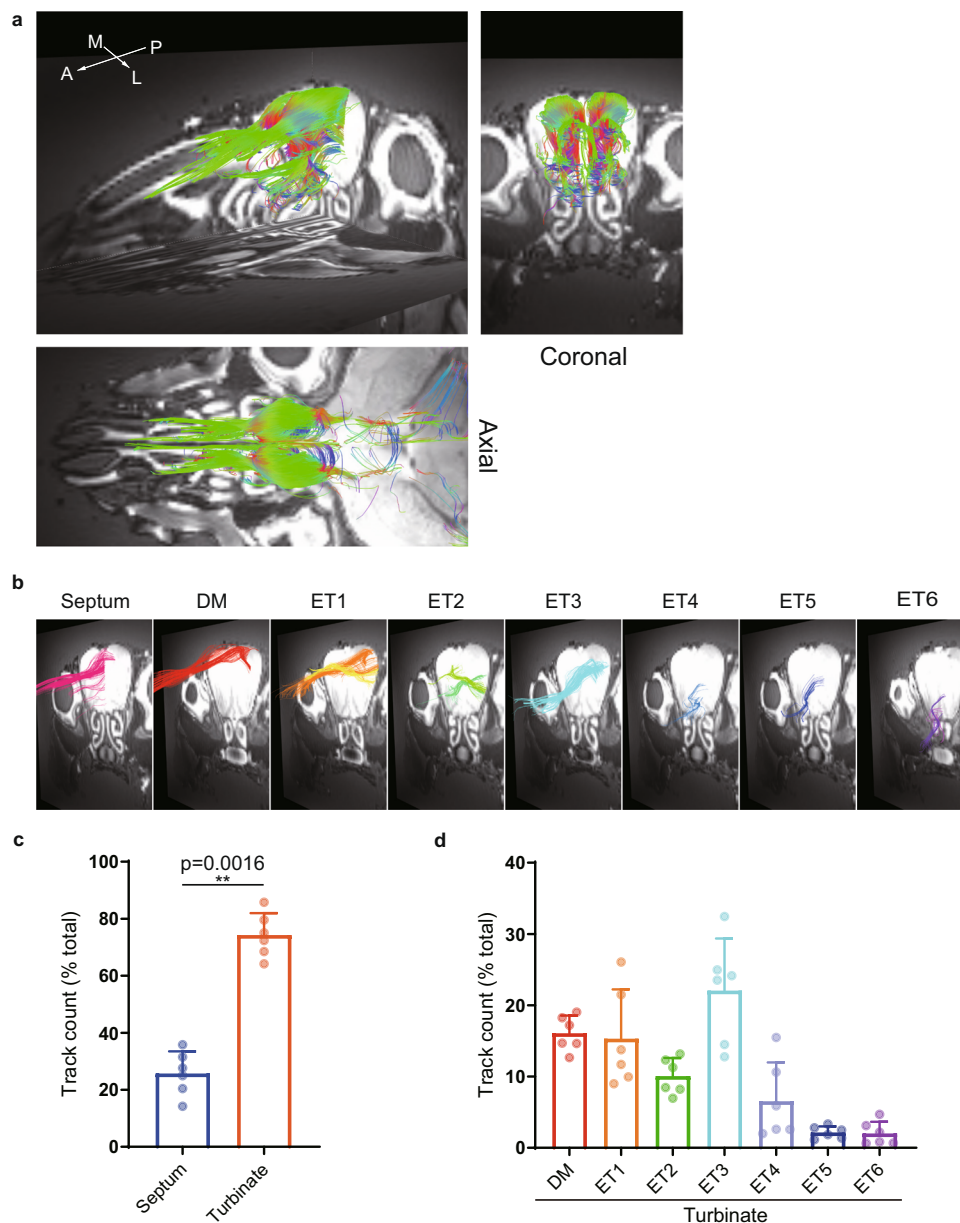 a
M P
A L
Coronal
Axial
b
Septum DM ET1 ET2 ET3 ET4 ET5 ET6
c
p=0.0016
**
Track count (% total)
100
80
60
40
20
0
Septum
Turbinate
d
Track count (% total)
40
30
20
10
0
DM ET1 ET2 ET3 ET4 ET5 ET6
Turbinate